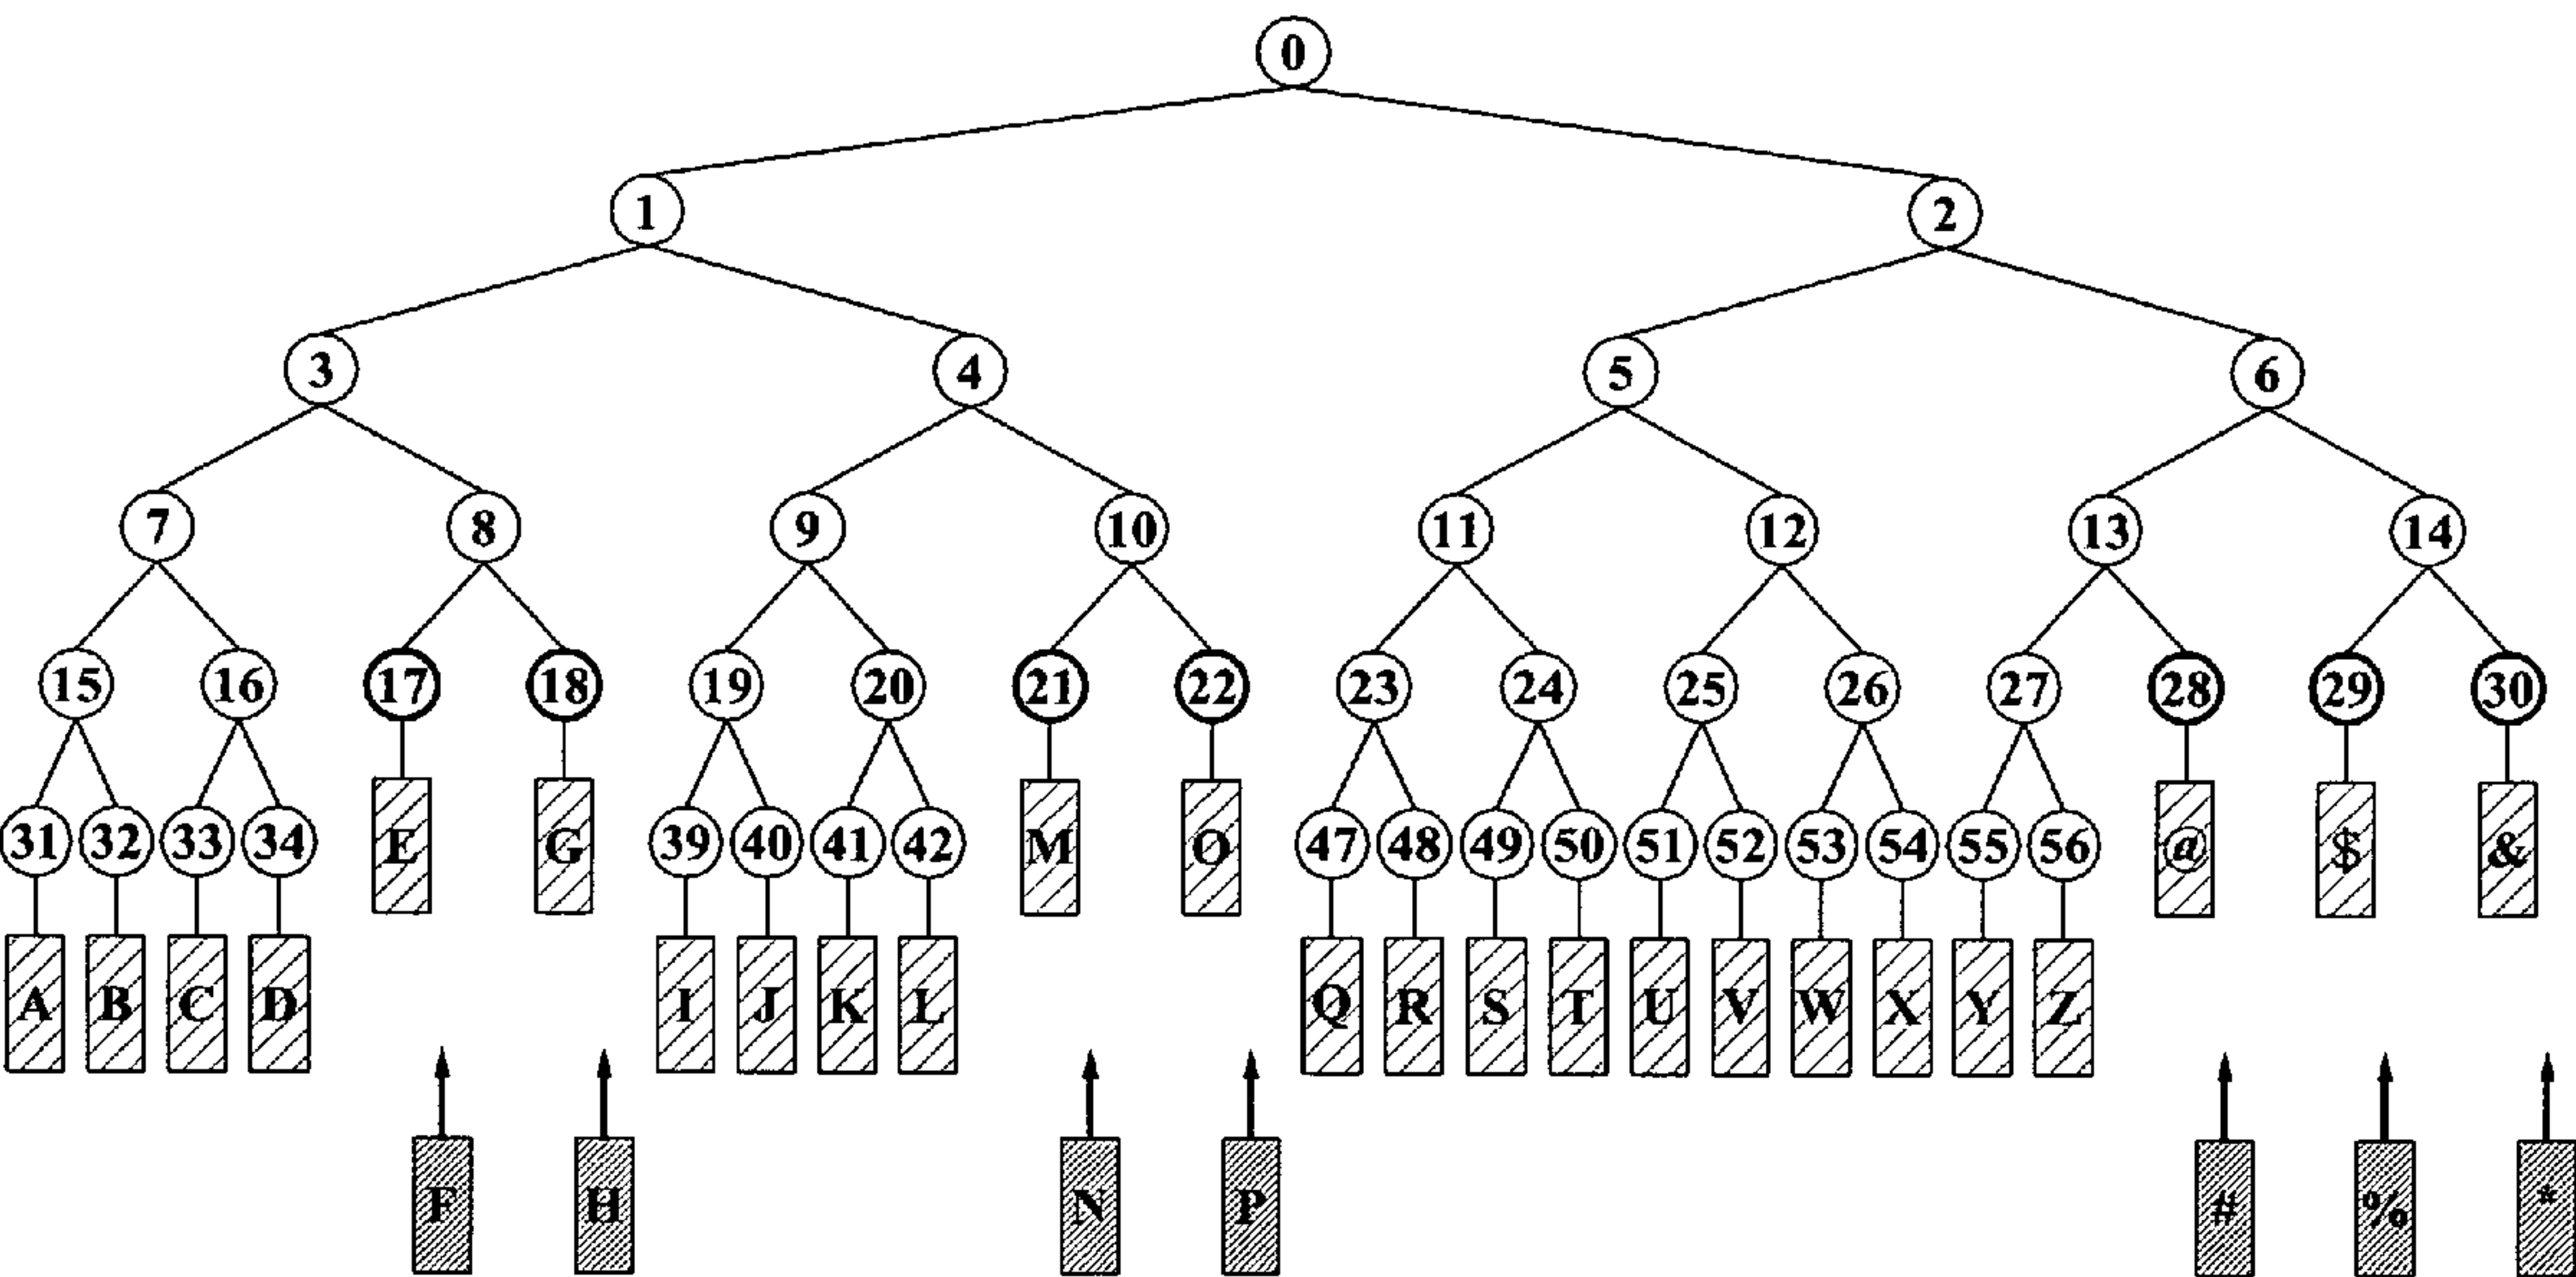 0
1 2
3 4 5 6
7 8 9 10 11 12 13 14
15 16 17 18 19 20 21 22 23 24 25 26 27 28 29 30
31 32 33 34 E G 39 40 41 42 M O 47 48 49 50 51 52 53 54 55 56 @ $ &
A B C D I J K L Q R S T U V W X Y Z
F H N P # % *